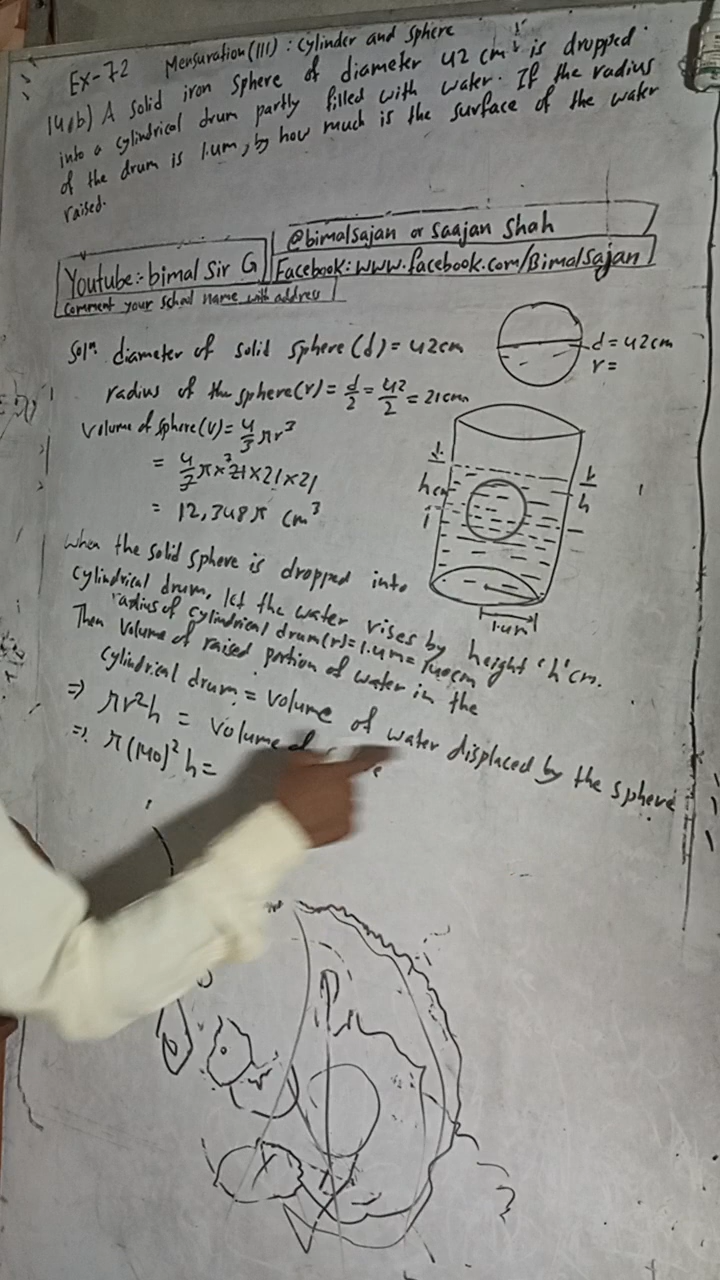 Ex-72 Mensuration (III) : Cylinder and sphere
14.b) A solid iron sphere of diameter 42 cm is dropped
into a cylindrical drum partly filled with water. If the radius
of the drum is 1.4m, by how much is the surface of the water
raised.
@bimalsajan or Saajan Shah
Youtube:- bimal Sir G
Facebook: www.facebook.com/Bimalsajan
Comment your school name with address
Solⁿ. diameter of solid sphere (d) = 42cm
d = 42cm
r =
radius of the sphere (r) = d/2 = 42/2 = 21cm
Volume of sphere (V) = 4/3 πr³
= 4/3 π × 21 × 21 × 21
= 12,348π cm³
h cm
h
1.4m
When the solid sphere is dropped into
cylindrical drum, let the water rises by height 'h' cm.
radius of cylindrical drum (r) = 1.4m = 140cm
Then volume of raised portion of water in the
cylindrical drum = Volume of water displaced by the sphere
⇒ πr²h = Volume of
⇒ π(140)² h =